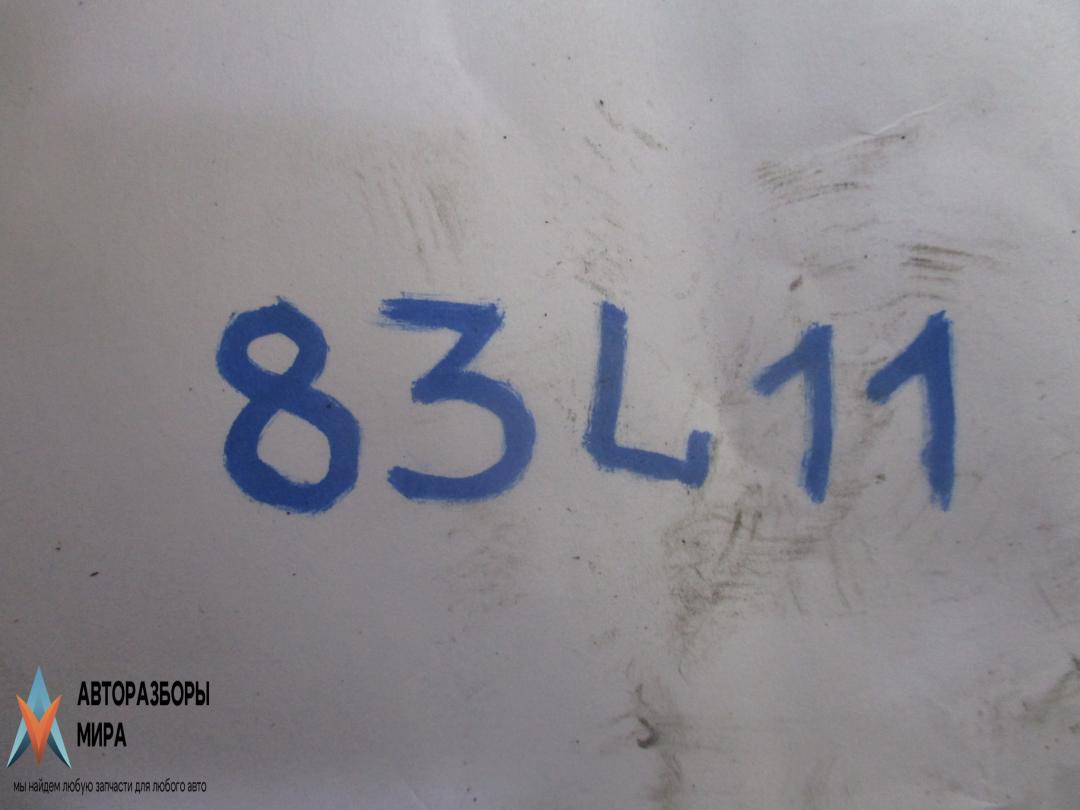 83L11
АВТОРАЗБОРЫ
МИРА
мы найдем любую запчасти для любого авто